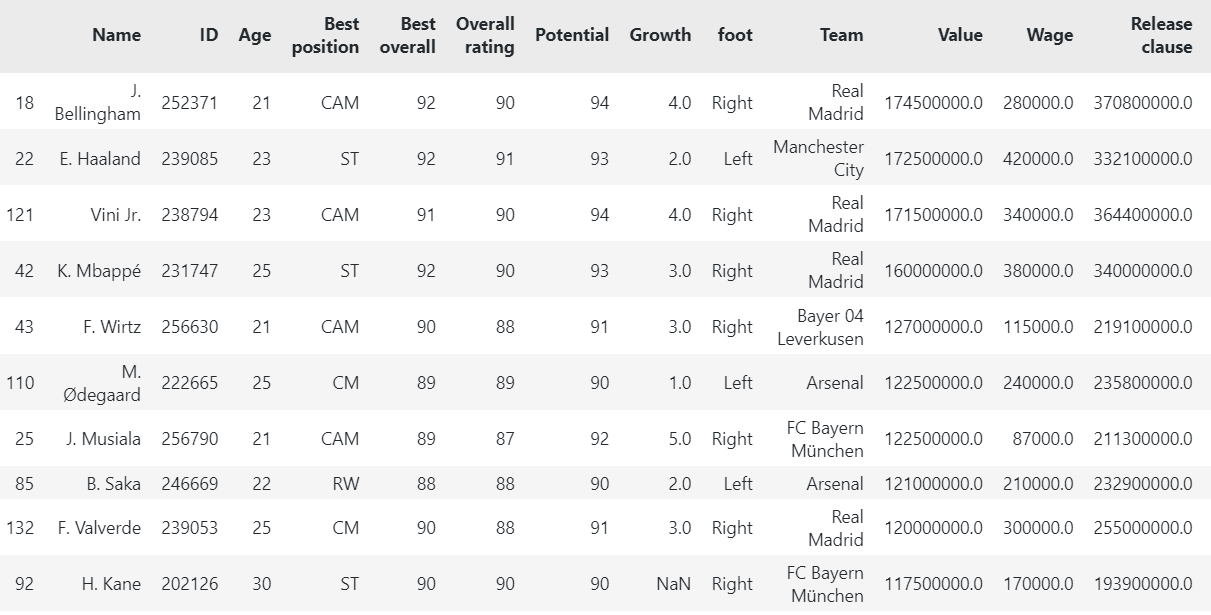 Name ID Age Best position Best overall Overall rating Potential Growth foot Team Value Wage Release clause
18 J. Bellingham 252371 21 CAM 92 90 94 4.0 Right Real Madrid 174500000.0 280000.0 370800000.0
22 E. Haaland 239085 23 ST 92 91 93 2.0 Left Manchester City 172500000.0 420000.0 332100000.0
121 Vini Jr. 238794 23 CAM 91 90 94 4.0 Right Real Madrid 171500000.0 340000.0 364400000.0
42 K. Mbappé 231747 25 ST 92 90 93 3.0 Right Real Madrid 160000000.0 380000.0 340000000.0
43 F. Wirtz 256630 21 CAM 90 88 91 3.0 Right Bayer 04 Leverkusen 127000000.0 115000.0 219100000.0
110 M. Ødegaard 222665 25 CM 89 89 90 1.0 Left Arsenal 122500000.0 240000.0 235800000.0
25 J. Musiala 256790 21 CAM 89 87 92 5.0 Right FC Bayern München 122500000.0 87000.0 211300000.0
85 B. Saka 246669 22 RW 88 88 90 2.0 Left Arsenal 121000000.0 210000.0 232900000.0
132 F. Valverde 239053 25 CM 90 88 91 3.0 Right Real Madrid 120000000.0 300000.0 255000000.0
92 H. Kane 202126 30 ST 90 90 90 NaN Right FC Bayern München 117500000.0 170000.0 193900000.0